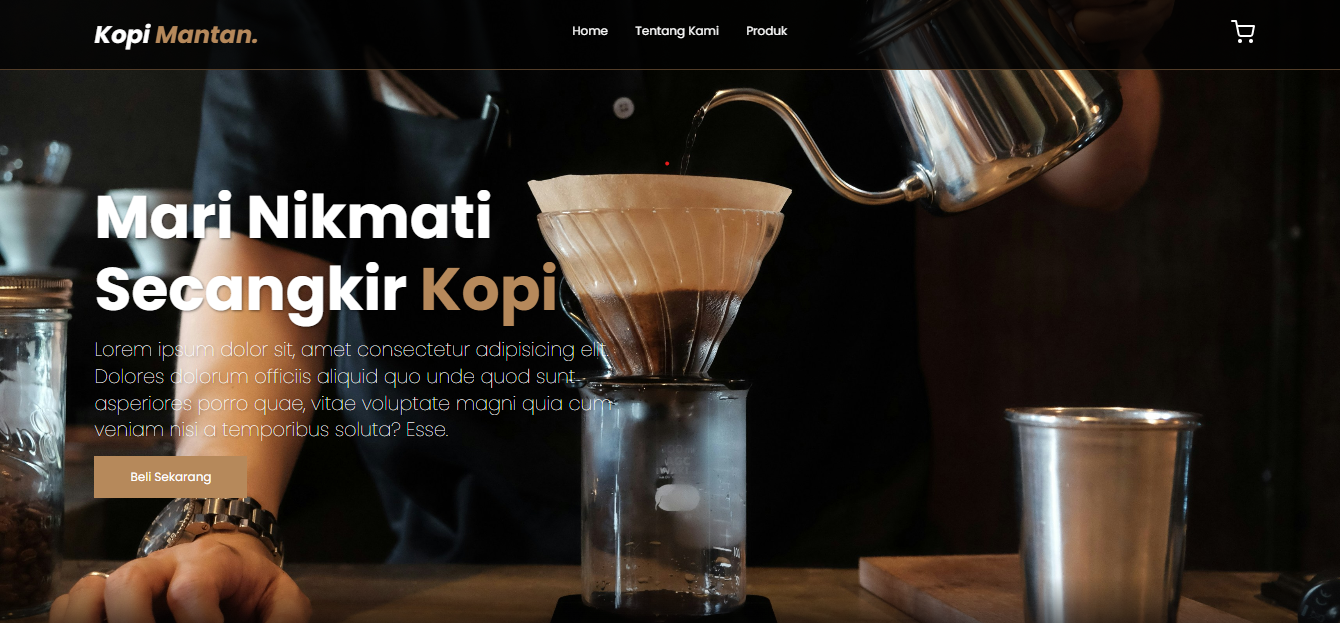 Kopi Mantan.
Home Tentang Kami Produk
Mari Nikmati
Secangkir Kopi
Lorem ipsum dolor sit, amet consectetur adipisicing elit.
Dolores dolorum officiis aliquid quo unde quod sunt
asperiores porro quae, vitae voluptate magni quia cum
veniam nisi a temporibus soluta? Esse.
Beli Sekarang